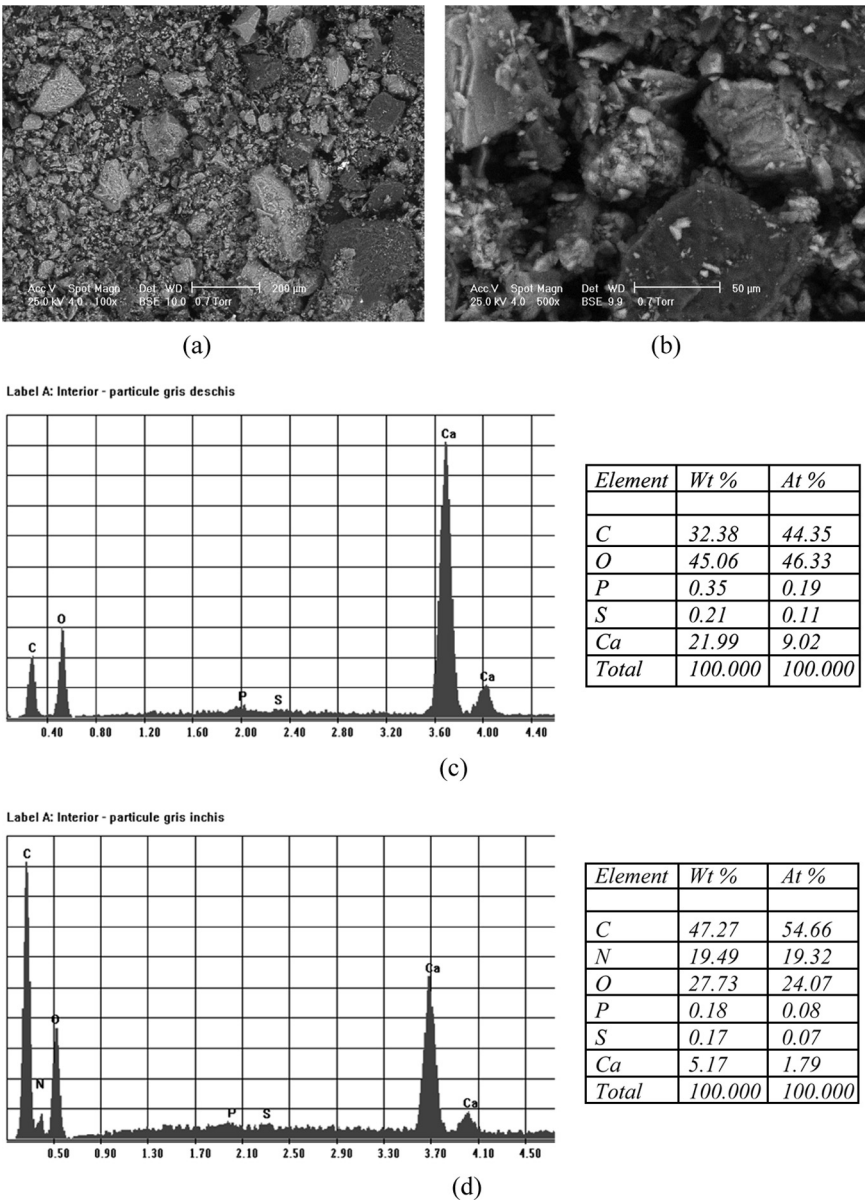 Acc.V Spot Magn Det WD 200 µm
25.0 kV 4.0 100x BSE 10.0 0.7 Torr
Acc.V Spot Magn Det WD 50 µm
25.0 kV 4.0 500x BSE 9.9 0.7 Torr
(a)
(b)
Label A: Interior - particule gris deschis
Ca
O
C
P
S
Ca
0.40 0.80 1.20 1.60 2.00 2.40 2.80 3.20 3.60 4.00 4.40
Element Wt % At %
C 32.38 44.35
O 45.06 46.33
P 0.35 0.19
S 0.21 0.11
Ca 21.99 9.02
Total 100.000 100.000
(c)
Label A: Interior - particule gris inchis
C
N
O
P
S
Ca
Ca
0.50 0.90 1.30 1.70 2.10 2.50 2.90 3.30 3.70 4.10 4.50
Element Wt % At %
C 47.27 54.66
N 19.49 19.32
O 27.73 24.07
P 0.18 0.08
S 0.17 0.07
Ca 5.17 1.79
Total 100.000 100.000
(d)